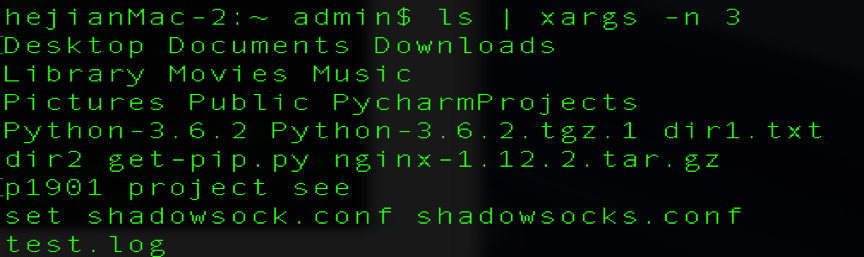 hejianMac-2:~ admin$ ls | xargs -n 3
Desktop Documents Downloads
Library Movies Music
Pictures Public PycharmProjects
Python-3.6.2 Python-3.6.2.tgz.1 dir1.txt
dir2 get-pip.py nginx-1.12.2.tar.gz
p1901 project see
set shadowsock.conf shadowsocks.conf
test.log